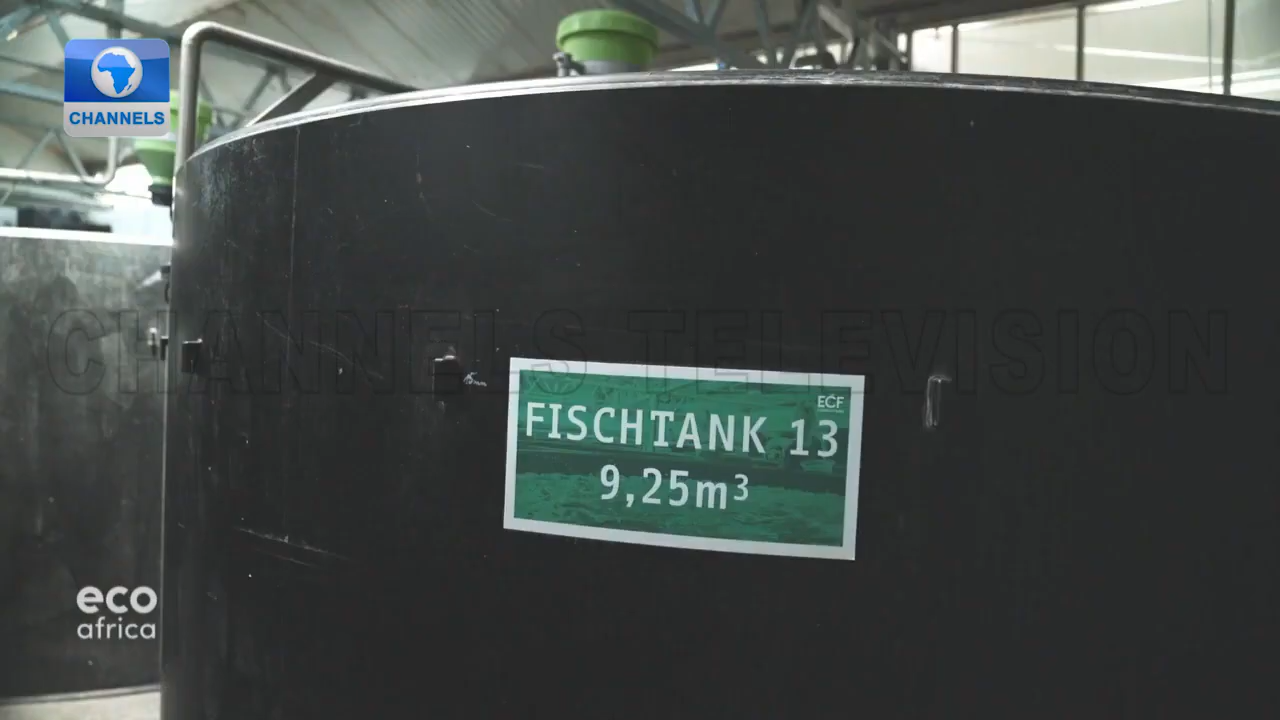 CHANNELS
CHANNELS TELEVISION
ECF
FISCHTANK 13
9,25m³
eco
africa